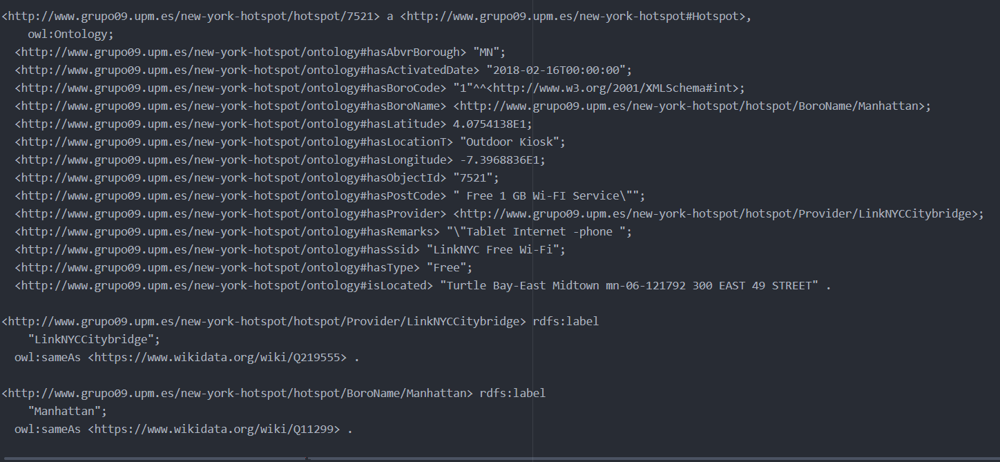 <http://www.grupo09.upm.es/new-york-hotspot/hotspot/7521> a <http://www.grupo09.upm.es/new-york-hotspot#Hotspot>,
owl:Ontology;
<http://www.grupo09.upm.es/new-york-hotspot/ontology#hasAbvrBorough> "MN";
<http://www.grupo09.upm.es/new-york-hotspot/ontology#hasActivatedDate> "2018-02-16T00:00:00";
<http://www.grupo09.upm.es/new-york-hotspot/ontology#hasBoroCode> "1"^^<http://www.w3.org/2001/XMLSchema#int>;
<http://www.grupo09.upm.es/new-york-hotspot/ontology#hasBoroName> <http://www.grupo09.upm.es/new-york-hotspot/hotspot/BoroName/Manhattan>;
<http://www.grupo09.upm.es/new-york-hotspot/ontology#hasLatitude> 4.0754138E1;
<http://www.grupo09.upm.es/new-york-hotspot/ontology#hasLocationT> "Outdoor Kiosk";
<http://www.grupo09.upm.es/new-york-hotspot/ontology#hasLongitude> -7.3968836E1;
<http://www.grupo09.upm.es/new-york-hotspot/ontology#hasObjectId> "7521";
<http://www.grupo09.upm.es/new-york-hotspot/ontology#hasPostCode> " Free 1 GB Wi-FI Service\"";
<http://www.grupo09.upm.es/new-york-hotspot/ontology#hasProvider> <http://www.grupo09.upm.es/new-york-hotspot/hotspot/Provider/LinkNYCCitybridge>;
<http://www.grupo09.upm.es/new-york-hotspot/ontology#hasRemarks> "\"Tablet Internet -phone ";
<http://www.grupo09.upm.es/new-york-hotspot/ontology#hasSsid> "LinkNYC Free Wi-Fi";
<http://www.grupo09.upm.es/new-york-hotspot/ontology#hasType> "Free";
<http://www.grupo09.upm.es/new-york-hotspot/ontology#isLocated> "Turtle Bay-East Midtown mn-06-121792 300 EAST 49 STREET" .
<http://www.grupo09.upm.es/new-york-hotspot/hotspot/Provider/LinkNYCCitybridge> rdfs:label
"LinkNYCCitybridge";
owl:sameAs <https://www.wikidata.org/wiki/Q219555> .
<http://www.grupo09.upm.es/new-york-hotspot/hotspot/BoroName/Manhattan> rdfs:label
"Manhattan";
owl:sameAs <https://www.wikidata.org/wiki/Q11299> .